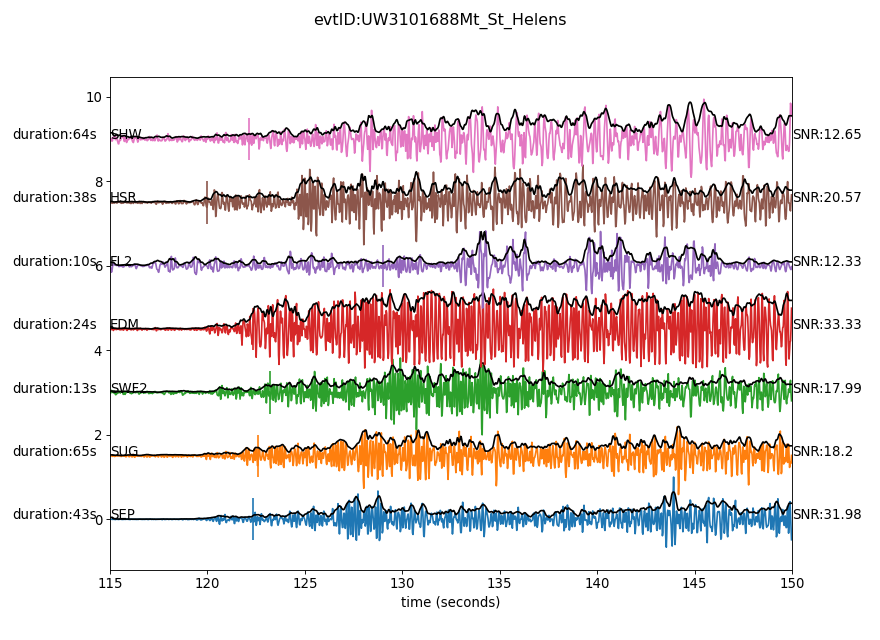 evtID:UW3101688Mt_St_Helens
10
duration:64s SHW SNR:12.65
8
duration:38s HSR SNR:20.57
duration:10s FL2 SNR:12.33
6
duration:24s EDM SNR:33.33
4
duration:13s SWF2 SNR:17.99
2
duration:65s SUG SNR:18.2
duration:43s SEP SNR:31.98
0
115 120 125 130 135 140 145 150
time (seconds)